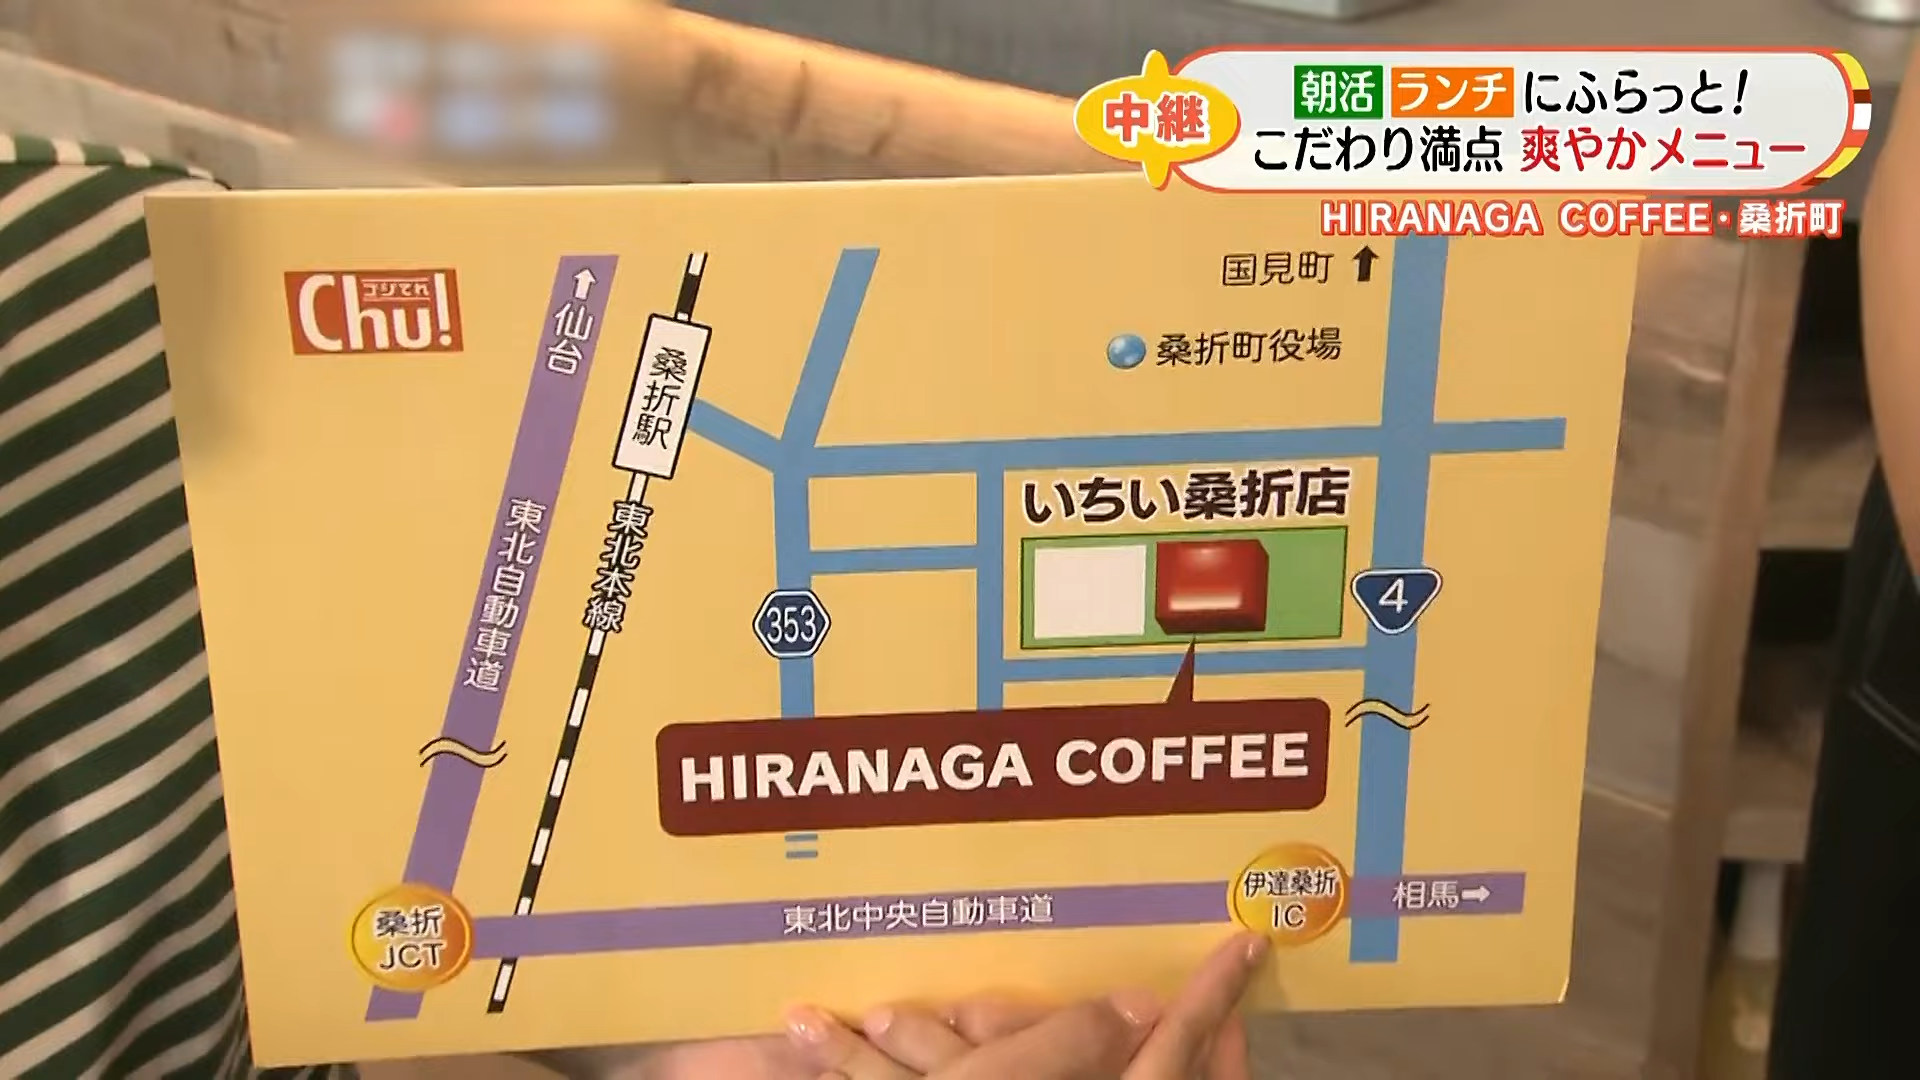 中継
朝活 ランチ にふらっと!
こだわり満点 爽やかメニュー
HIRANAGA COFFEE・桑折町
ゴジてれ
Chu!
↑仙台
桑折駅
国見町↑
桑折町役場
東北自動車道
東北本線
いちい桑折店
353
4
HIRANAGA COFFEE
桑折
JCT
東北中央自動車道
伊達桑折
IC
相馬→